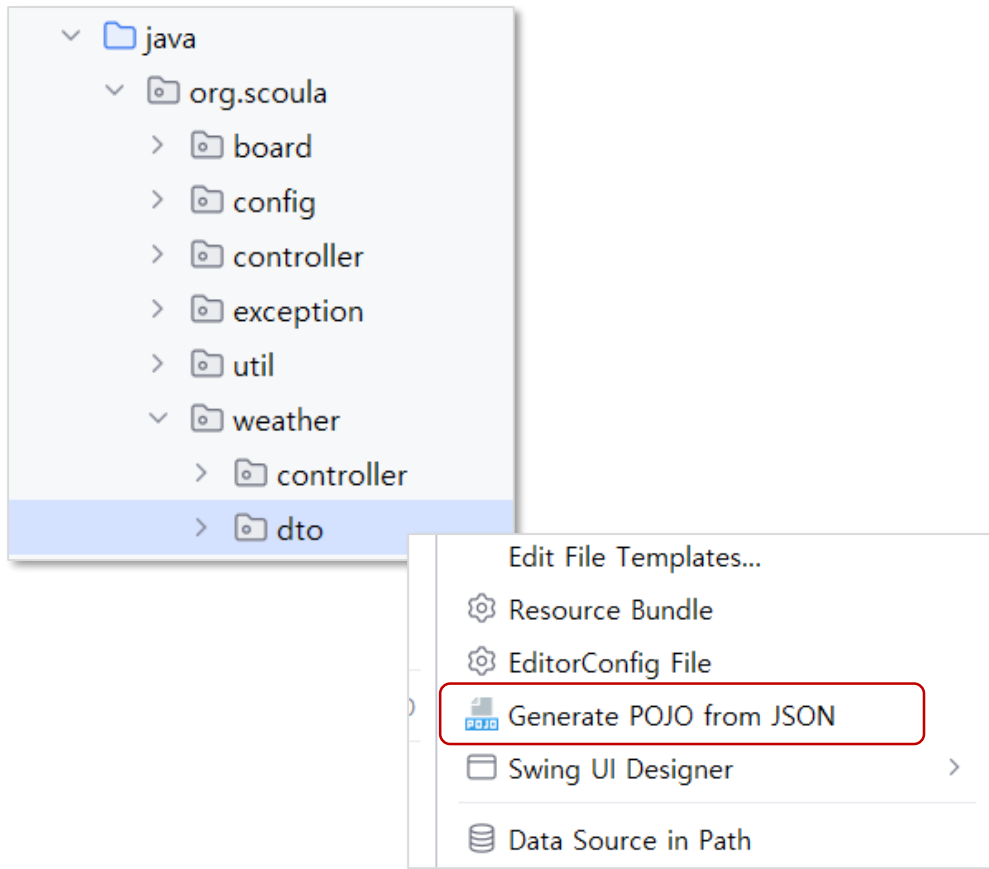 java
org.scoula
board
config
controller
exception
util
weather
controller
dto
Edit File Templates...
Resource Bundle
EditorConfig File
POJO Generate POJO from JSON
Swing UI Designer
Data Source in Path